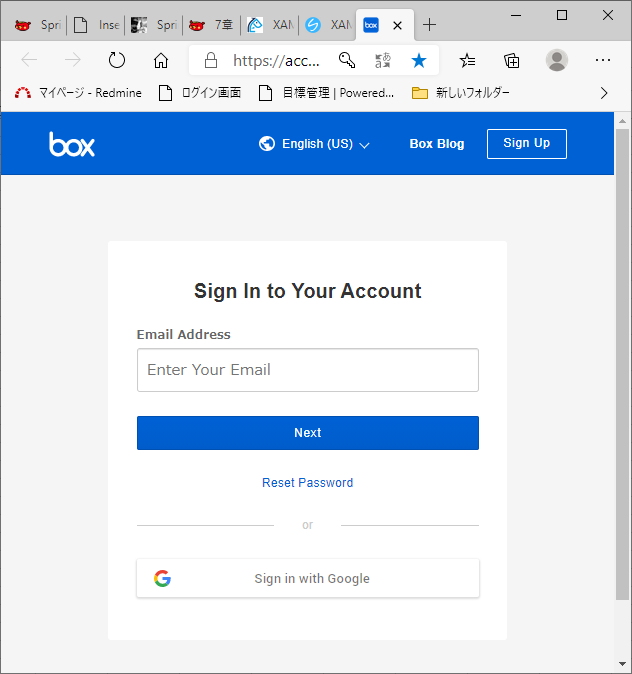 Spri
Inse
Spri
7章
XAN
XAN
box
https://acc...
マイページ - Redmine
ログイン画面
目標管理 | Powered...
新しいフォルダー
box
English (US)
Box Blog
Sign Up
Sign In to Your Account
Email Address
Enter Your Email
Next
Reset Password
or
Sign in with Google